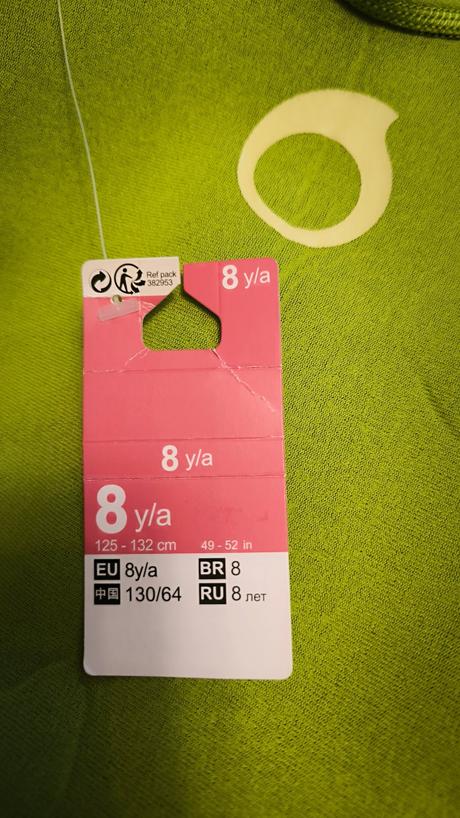 Ref pack
382953
8 y/a
8 y/a
8 y/a
125 - 132 cm 49 - 52 in
EU 8y/a BR 8
中国 130/64 RU 8 лет